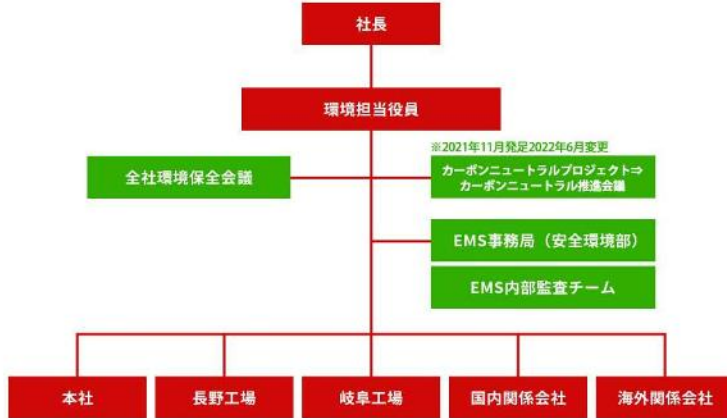 社長
環境担当役員
※2021年11月発足2022年6月変更
全社環境保全会議
カーボンニュートラルプロジェクト⇒
カーボンニュートラル推進会議
EMS事務局（安全環境部）
EMS内部監査チーム
本社
長野工場
岐阜工場
国内関係会社
海外関係会社